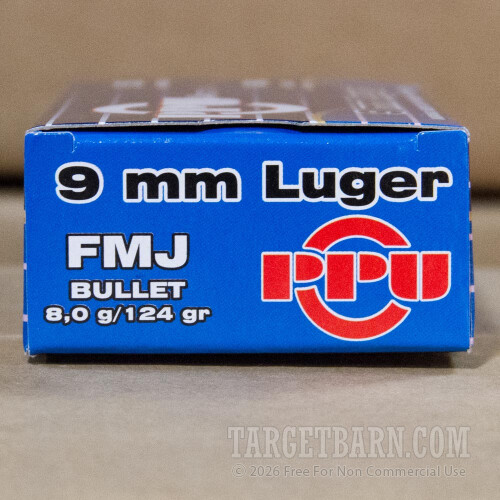 9 mm Luger
FMJ
BULLET
8,0 g/124 gr
PPU
TARGETBARN.COM
© 2026 Free For Non Commercial Use